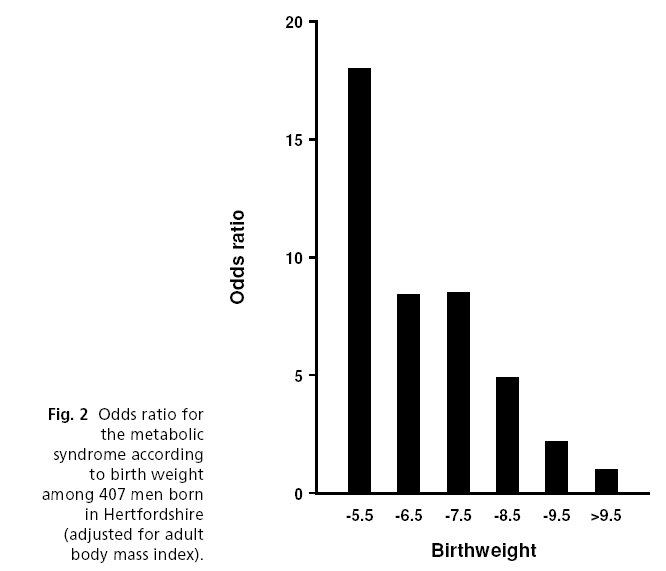 20
15
10
5
0
Odds ratio
-5.5 -6.5 -7.5 -8.5 -9.5 >9.5
Birthweight
Fig. 2 Odds ratio for
the metabolic
syndrome according
to birth weight
among 407 men born
in Hertfordshire
(adjusted for adult
body mass index).